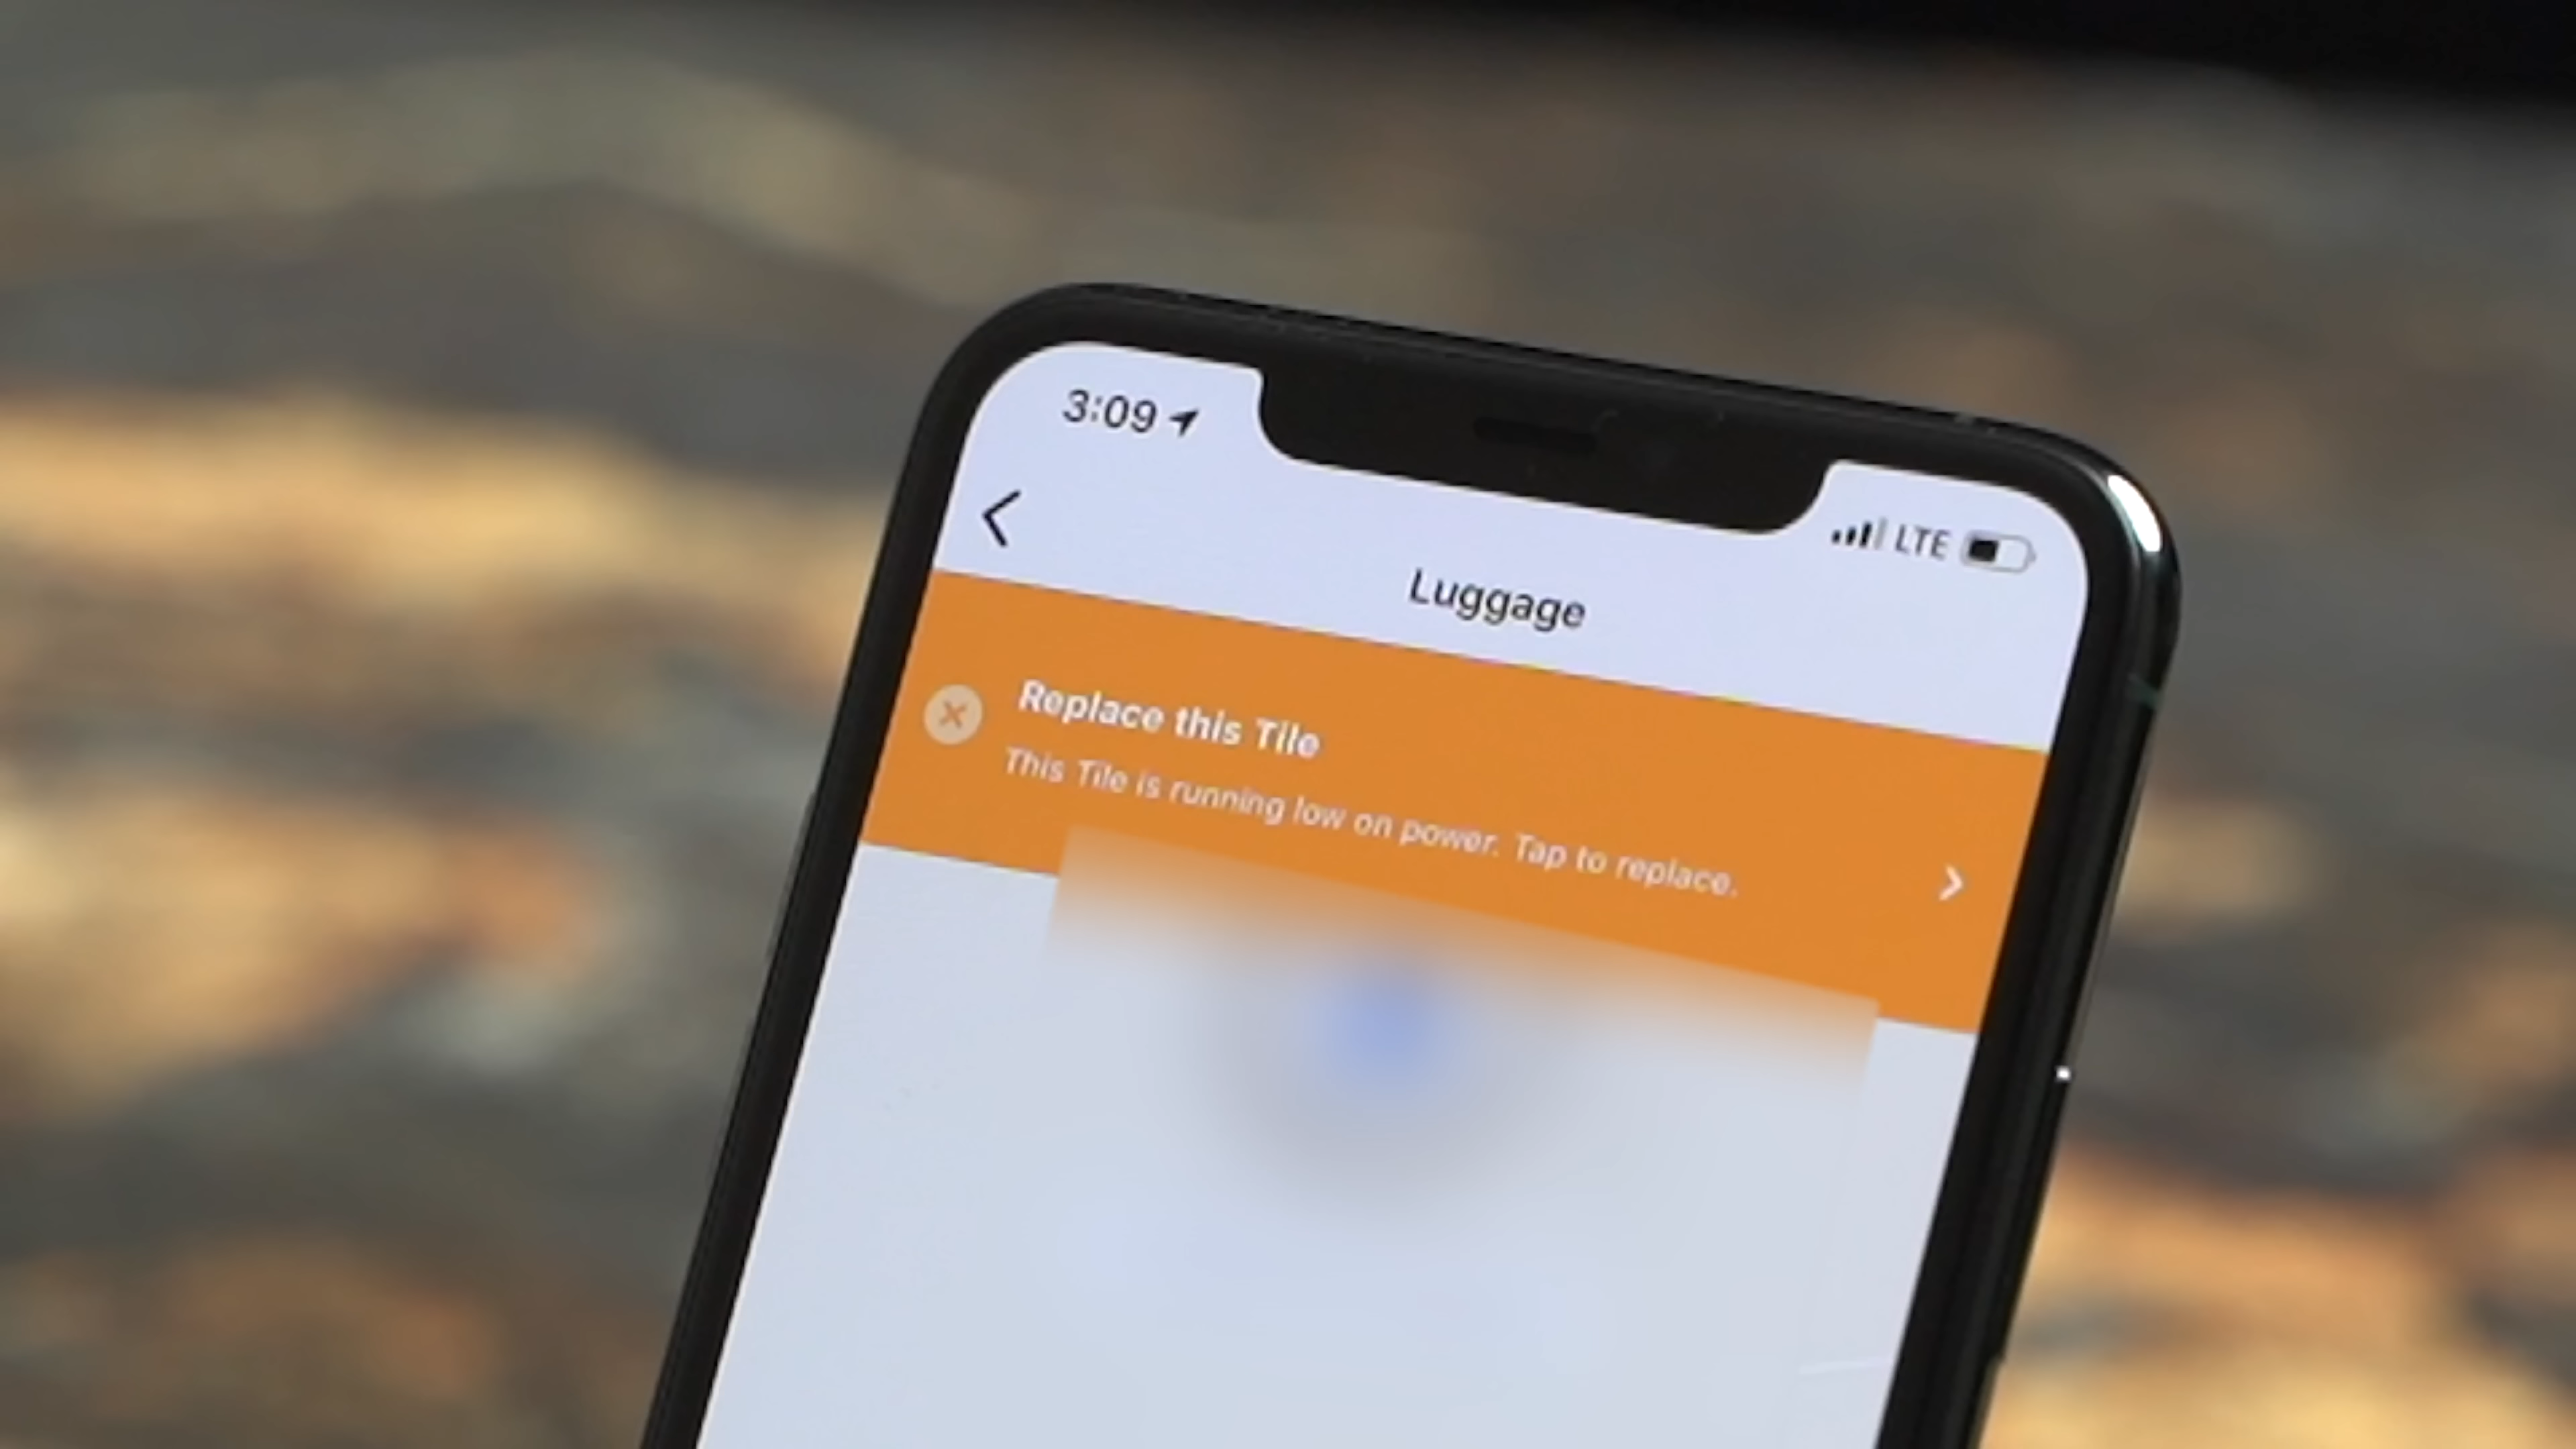 3:09
LTE
Luggage
Replace this Tile
This Tile is running low on power. Tap to replace.